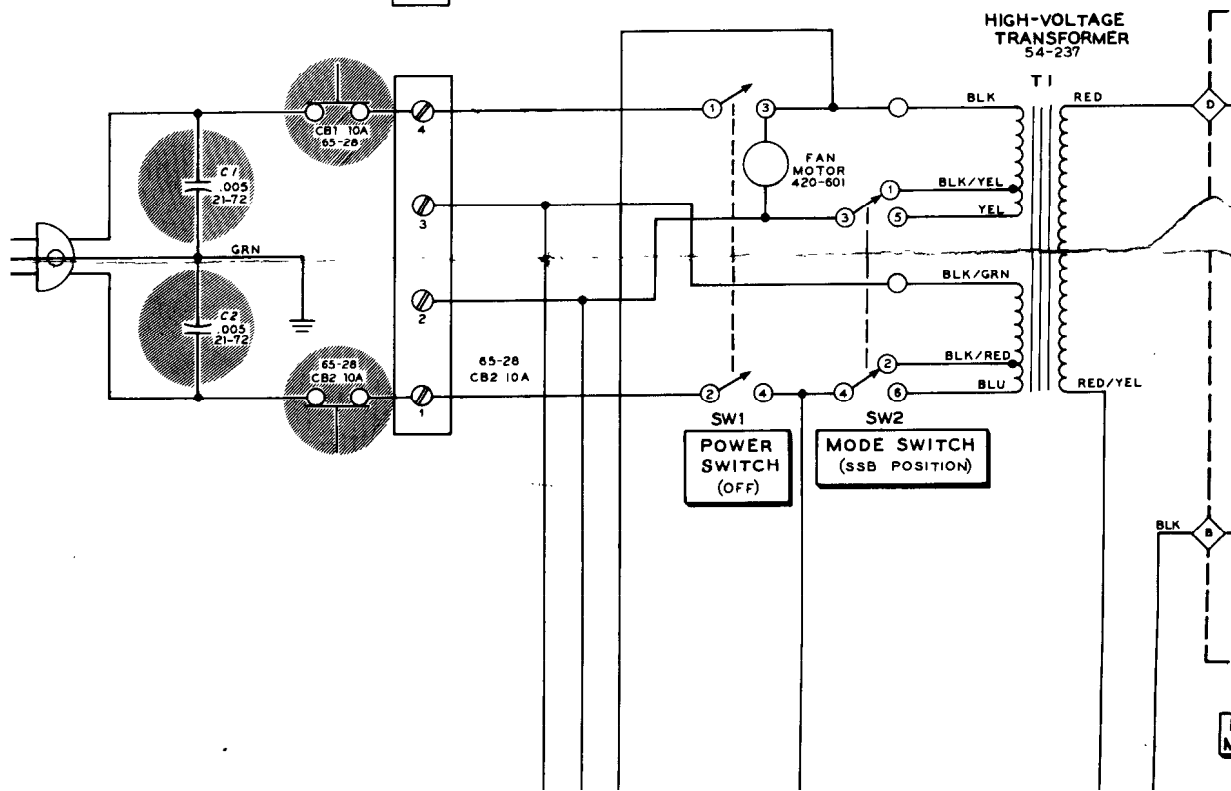 HIGH-VOLTAGE
TRANSFORMER
54-237
T1
BLK
RED
D
CB1 10A
65-28
4
1
3
C1
.005
21-72
FAN
MOTOR
420-601
BLK/YEL
1
3
YEL
3
5
GRN
BLK/GRN
C2
.005
21-72
2
65-28
CB2 10A
65-28
CB2 10A
BLK/RED
2
BLU
RED/YEL
1
2
4
4
6
SW1
SW2
POWER
SWITCH
(OFF)
MODE SWITCH
(SSB POSITION)
BLK
B